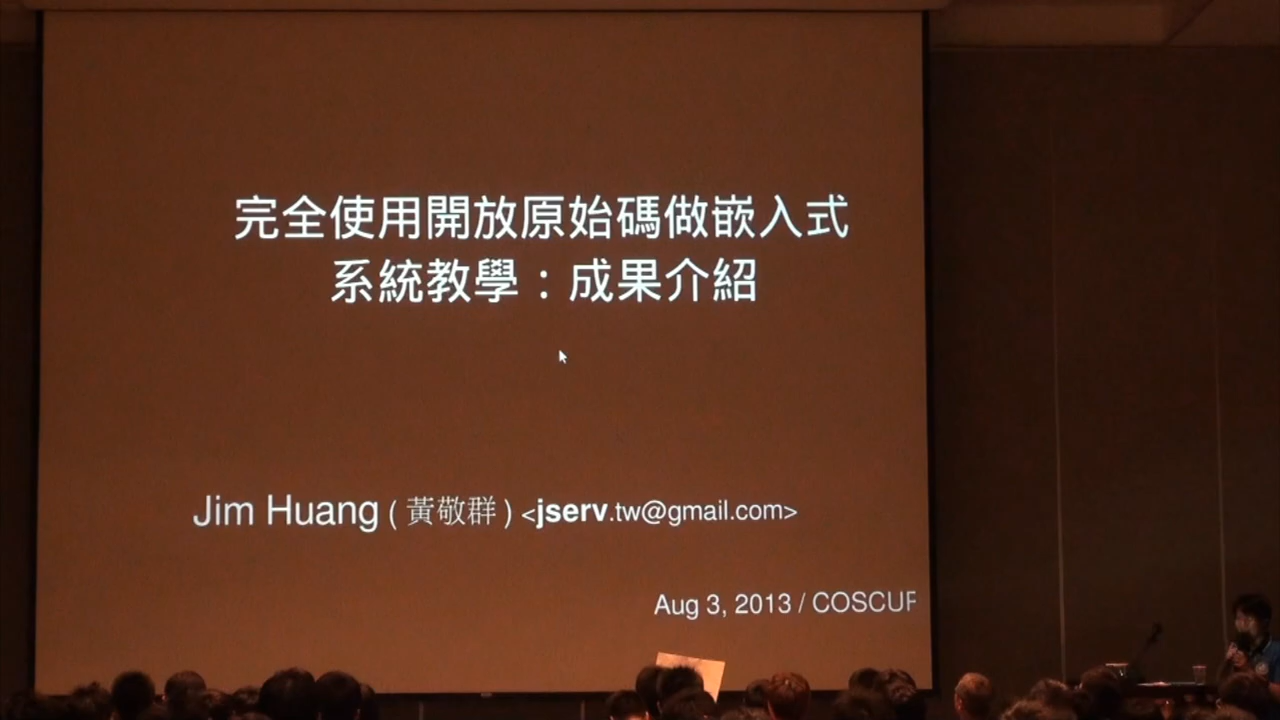 完全使用開放原始碼做嵌入式
系統教學：成果介紹
Jim Huang ( 黃敬群 ) <jserv.tw@gmail.com>
Aug 3, 2013 / COSCUP